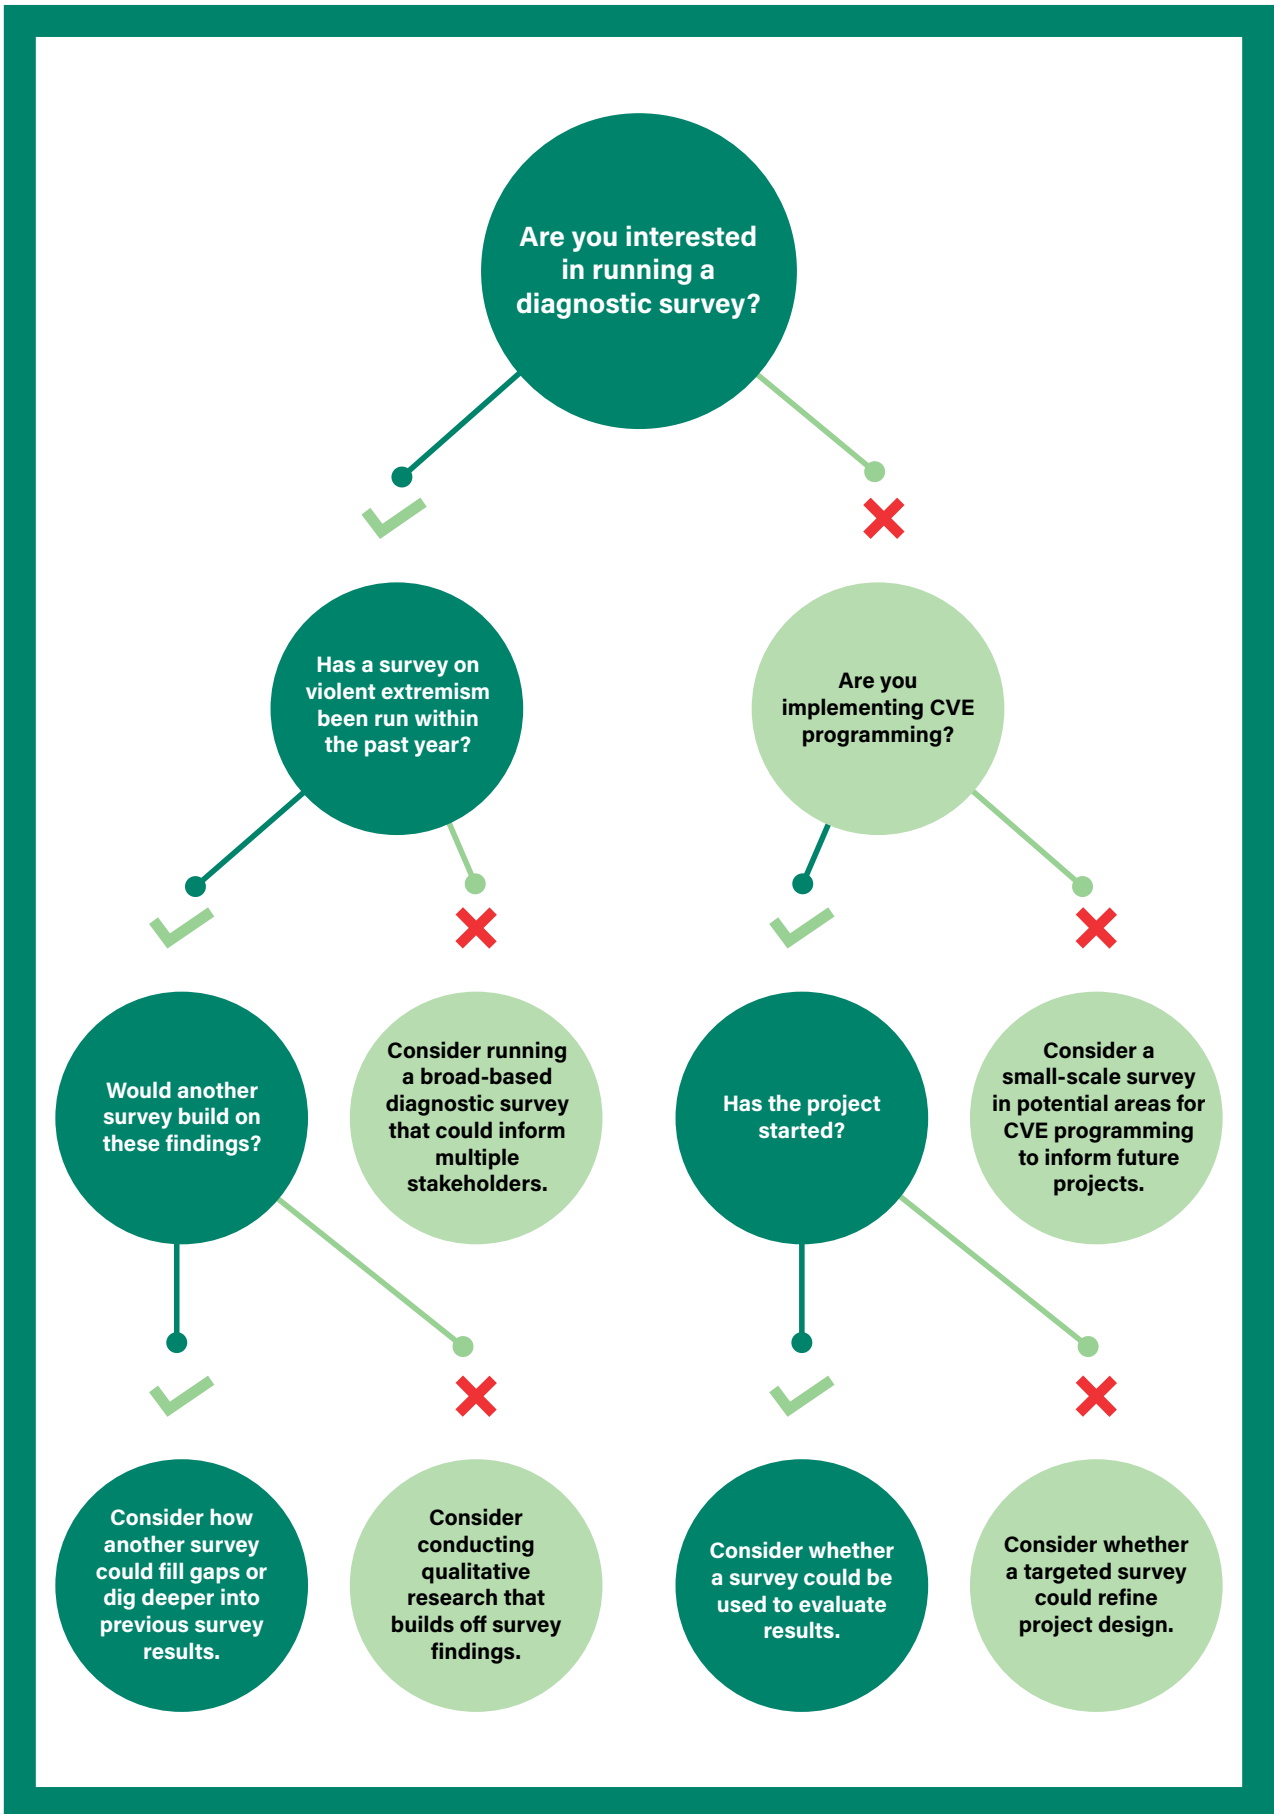 Are you interested
in running a
diagnostic survey?
Has a survey on
violent extremism
been run within
the past year?
Are you
implementing CVE
programming?
Would another
survey build on
these findings?
Consider running
a broad-based
diagnostic survey
that could inform
multiple
stakeholders.
Has the project
started?
Consider a
small-scale survey
in potential areas for
CVE programming
to inform future
projects.
Consider how
another survey
could fill gaps or
dig deeper into
previous survey
results.
Consider
conducting
qualitative
research that
builds off survey
findings.
Consider whether
a survey could be
used to evaluate
results.
Consider whether
a targeted survey
could refine
project design.